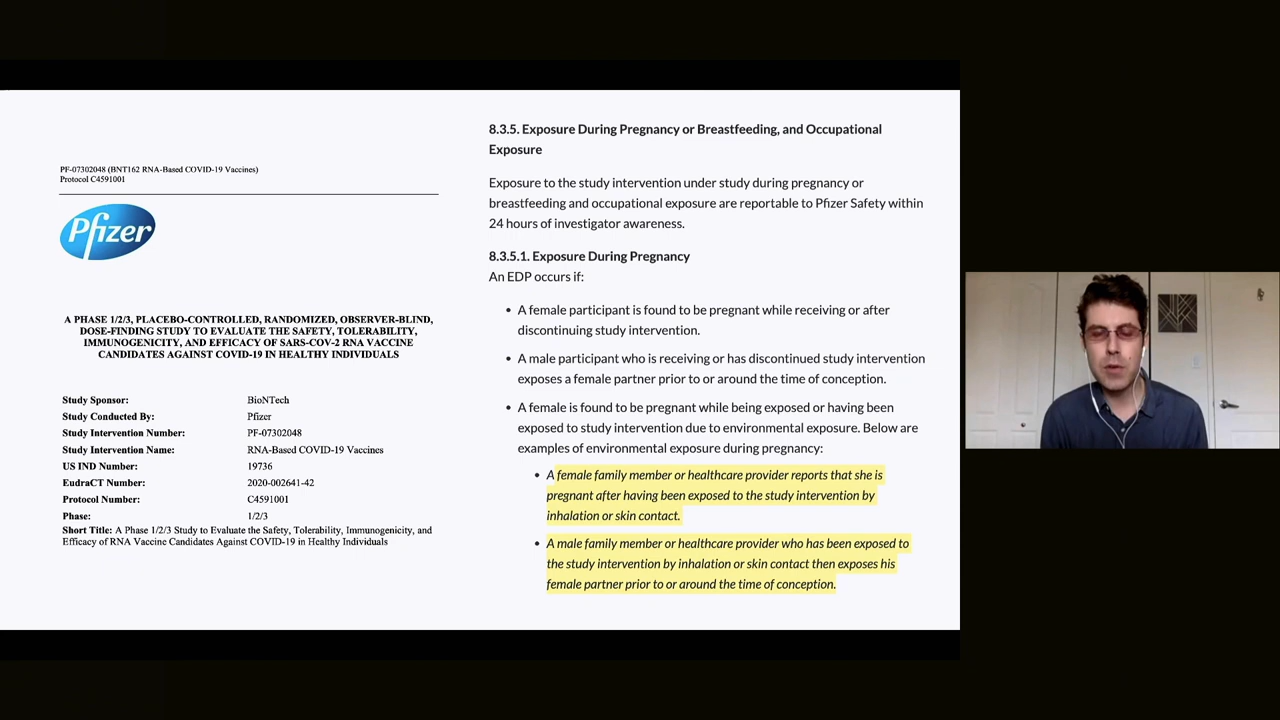 PF-07302048 (BNT162 RNA-Based COVID-19 Vaccines)
Protocol C4591001
Pfizer
A PHASE 1/2/3, PLACEBO-CONTROLLED, RANDOMIZED, OBSERVER-BLIND,
DOSE-FINDING STUDY TO EVALUATE THE SAFETY, TOLERABILITY,
IMMUNOGENICITY, AND EFFICACY OF SARS-COV-2 RNA VACCINE
CANDIDATES AGAINST COVID-19 IN HEALTHY INDIVIDUALS
Study Sponsor: BioNTech
Study Conducted By: Pfizer
Study Intervention Number: PF-07302048
Study Intervention Name: RNA-Based COVID-19 Vaccines
US IND Number: 19736
EudraCT Number: 2020-002641-42
Protocol Number: C4591001
Phase: 1/2/3
Short Title: A Phase 1/2/3 Study to Evaluate the Safety, Tolerability, Immunogenicity, and
Efficacy of RNA Vaccine Candidates Against COVID-19 in Healthy Individuals
8.3.5. Exposure During Pregnancy or Breastfeeding, and Occupational
Exposure
Exposure to the study intervention under study during pregnancy or
breastfeeding and occupational exposure are reportable to Pfizer Safety within
24 hours of investigator awareness.
8.3.5.1. Exposure During Pregnancy
An EDP occurs if:
• A female participant is found to be pregnant while receiving or after
discontinuing study intervention.
• A male participant who is receiving or has discontinued study intervention
exposes a female partner prior to or around the time of conception.
• A female is found to be pregnant while being exposed or having been
exposed to study intervention due to environmental exposure. Below are
examples of environmental exposure during pregnancy:
• A female family member or healthcare provider reports that she is
pregnant after having been exposed to the study intervention by
inhalation or skin contact.
• A male family member or healthcare provider who has been exposed to
the study intervention by inhalation or skin contact then exposes his
female partner prior to or around the time of conception.